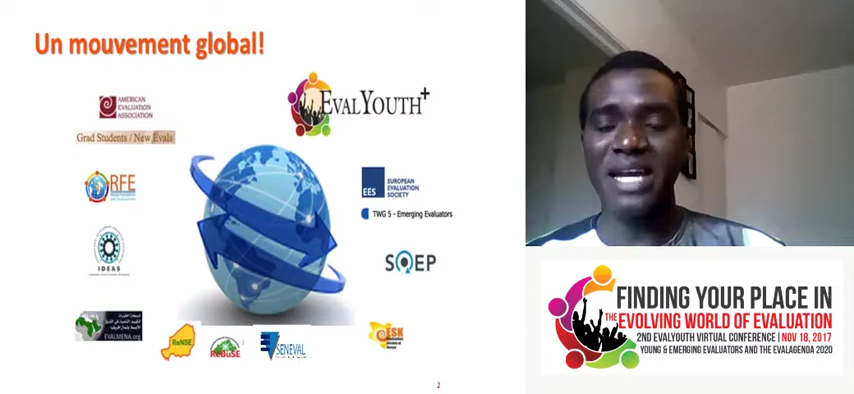 Un mouvement global!
EVALYOUTH+
AMERICAN
EVALUATION
ASSOCIATION
Grad Students / New Evals
RFE
EES
EUROPEAN
EVALUATION
SOCIETY
TWG 5 - Emerging Evaluators
IDEAS
SQEP
EVALMENA.org
ReNSE
ReBuSE
SENEVAL
ESK
2
FINDING YOUR PLACE IN
THE EVOLVING WORLD OF EVALUATION
2ND EVALYOUTH VIRTUAL CONFERENCE | NOV 18, 2017
YOUNG & EMERGING EVALUATORS AND THE EVALAGENDA 2020